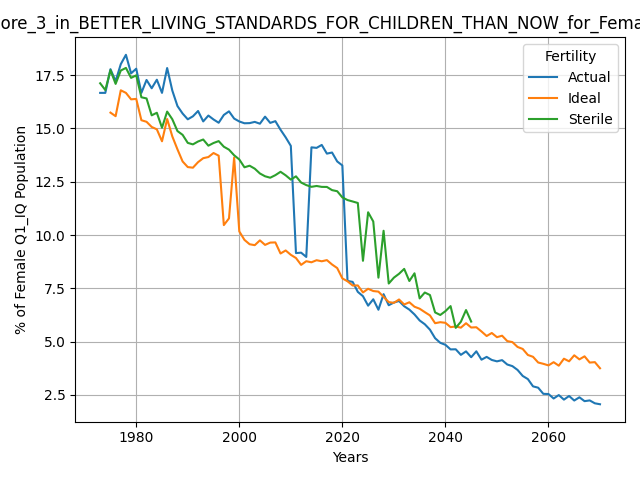 ore_3_in_BETTER_LIVING_STANDARDS_FOR_CHILDREN_THAN_NOW_for_Fema
Fertility
Actual
Ideal
Sterile
% of Female Q1_IQ Population
17.5
15.0
12.5
10.0
7.5
5.0
2.5
1980
2000
2020
2040
2060
Years